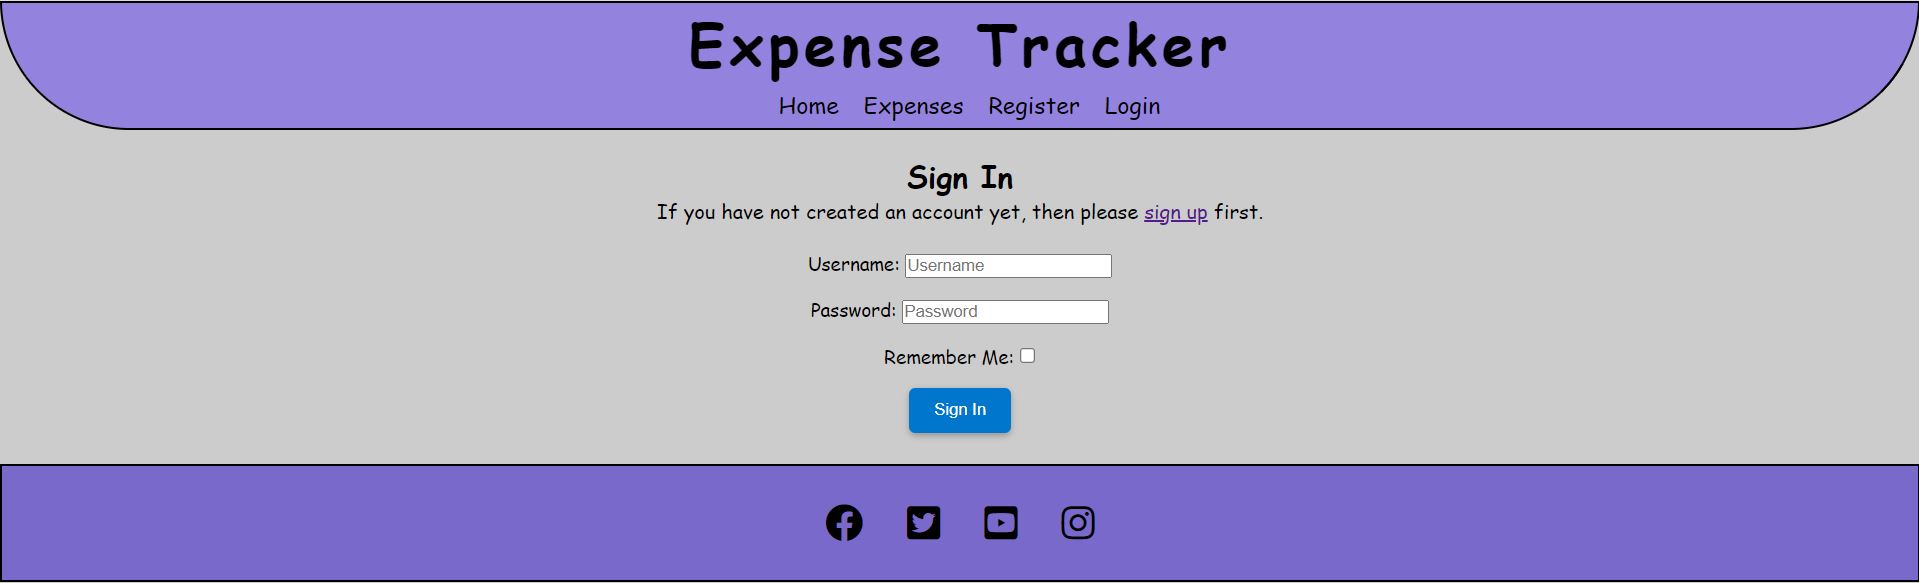 Expense Tracker
Home Expenses Register Login
Sign In
If you have not created an account yet, then please sign up first.
Username: Username
Password: Password
Remember Me:
Sign In